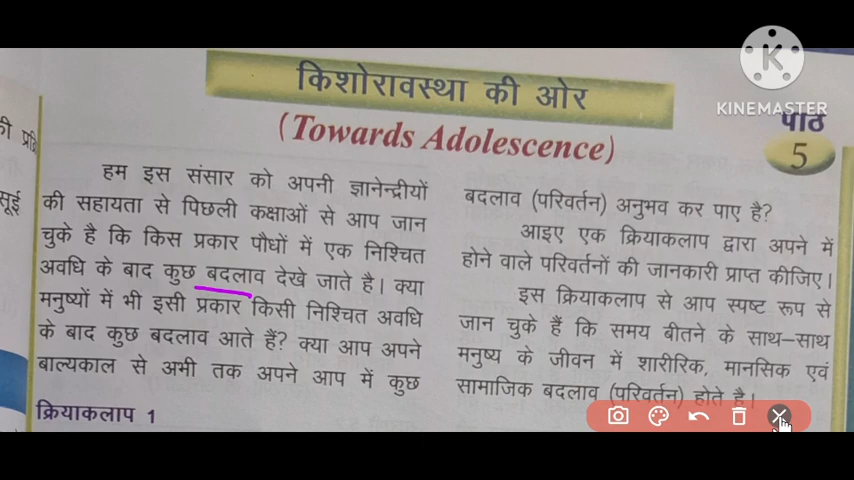 किशोरावस्था की ओर
(Towards Adolescence)
KINEMASTER
पाठ
5
की
सूई
हम इस संसार को अपनी ज्ञानेन्द्रीयों
की सहायता से पिछली कक्षाओं से आप जान
चुके है कि किस प्रकार पौधों में एक निश्चित
अवधि के बाद कुछ बदलाव देखे जाते है। क्या
मनुष्यों में भी इसी प्रकार किसी निश्चित अवधि
के बाद कुछ बदलाव आते हैं? क्या आप अपने
बाल्यकाल से अभी तक अपने आप में कुछ
क्रियाकलाप 1
बदलाव (परिवर्तन) अनुभव कर पाए है?
आइए एक क्रियाकलाप द्वारा अपने में
होने वाले परिवर्तनों की जानकारी प्राप्त कीजिए।
इस क्रियाकलाप से आप स्पष्ट रूप से
जान चुके हैं कि समय बीतने के साथ–साथ
मनुष्य के जीवन में शारीरिक, मानसिक एवं
सामाजिक बदलाव (परिवर्तन) होते है।